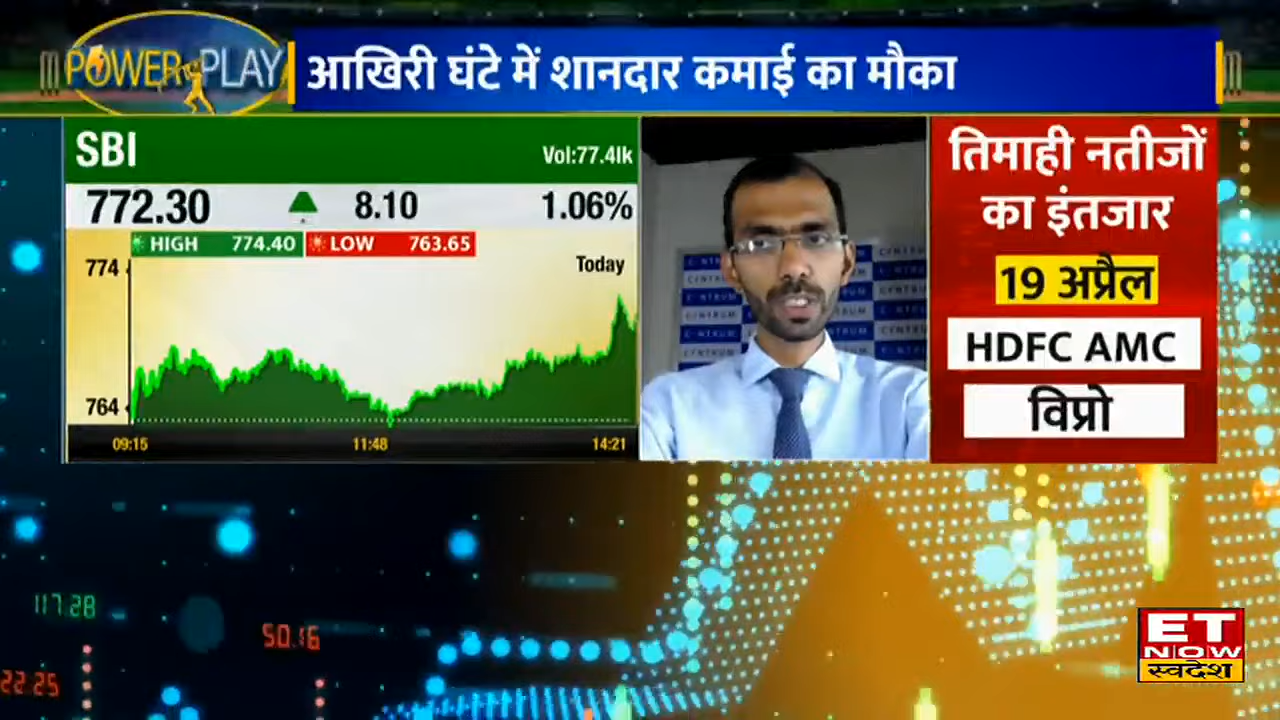 POWER PLAY
आखिरी घंटे में शानदार कमाई का मौका
SBI
Vol:77.4lk
772.30 8.10 1.06%
HIGH 774.40 LOW 763.65
774
Today
764
09:15 11:48 14:21
CENTRUM
CENTRUM
CENTRUM
तिमाही नतीजों
का इंतजार
19 अप्रैल
HDFC AMC
विप्रो
117.28
50.16
22.25
ET
NOW
स्वदेश